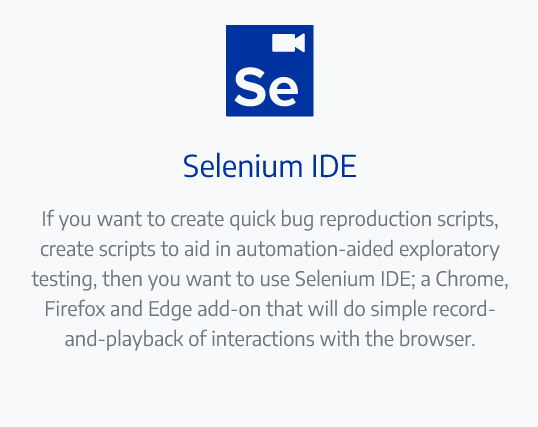 Se
Selenium IDE
If you want to create quick bug reproduction scripts,
create scripts to aid in automation-aided exploratory
testing, then you want to use Selenium IDE; a Chrome,
Firefox and Edge add-on that will do simple record-
and-playback of interactions with the browser.